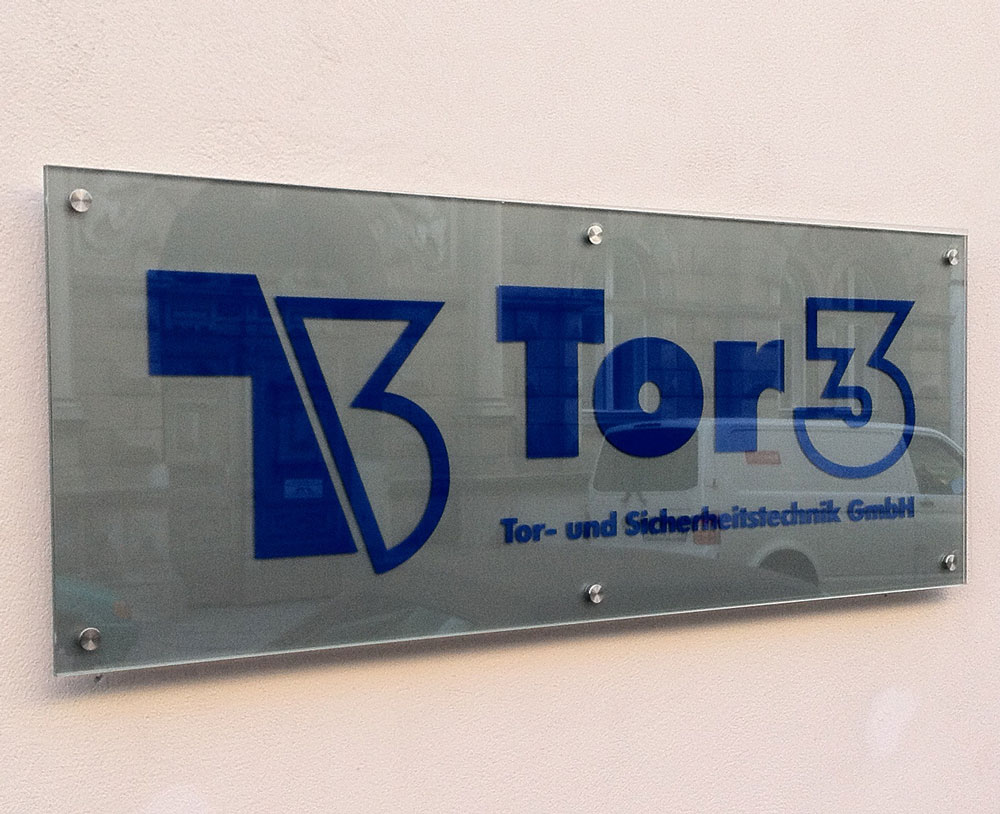 T3 Tor3
Tor- und Sicherheitstechnik GmbH